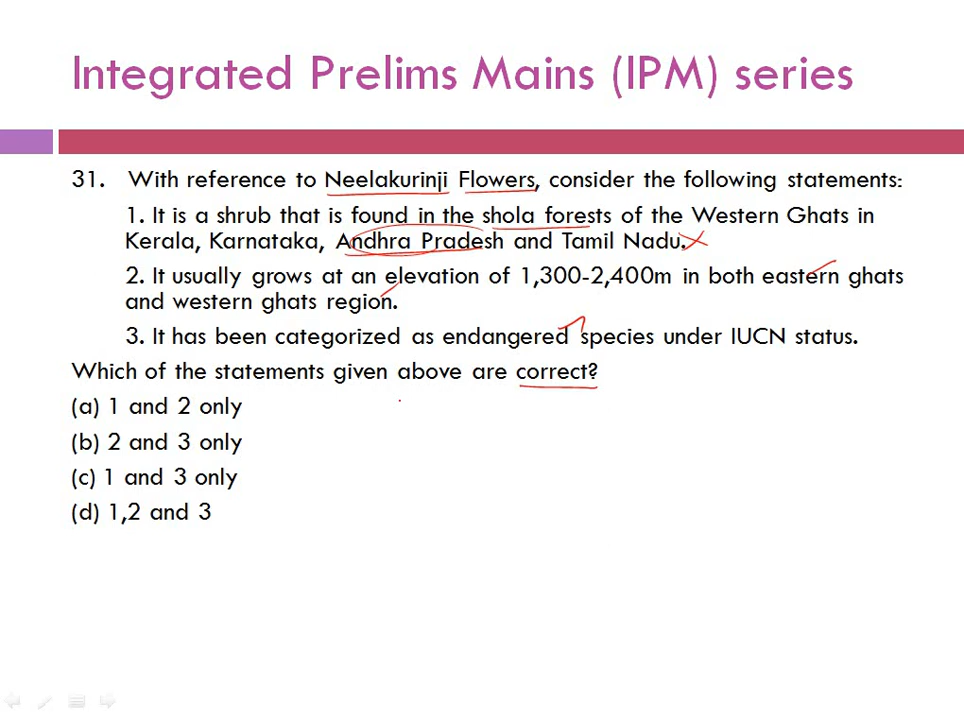 Integrated Prelims Mains (IPM) series
31. With reference to Neelakurinji Flowers, consider the following statements:
1. It is a shrub that is found in the shola forests of the Western Ghats in
Kerala, Karnataka, Andhra Pradesh and Tamil Nadu.
2. It usually grows at an elevation of 1,300-2,400m in both eastern ghats
and western ghats region.
3. It has been categorized as endangered species under IUCN status.
Which of the statements given above are correct?
(a) 1 and 2 only
(b) 2 and 3 only
(c) 1 and 3 only
(d) 1,2 and 3